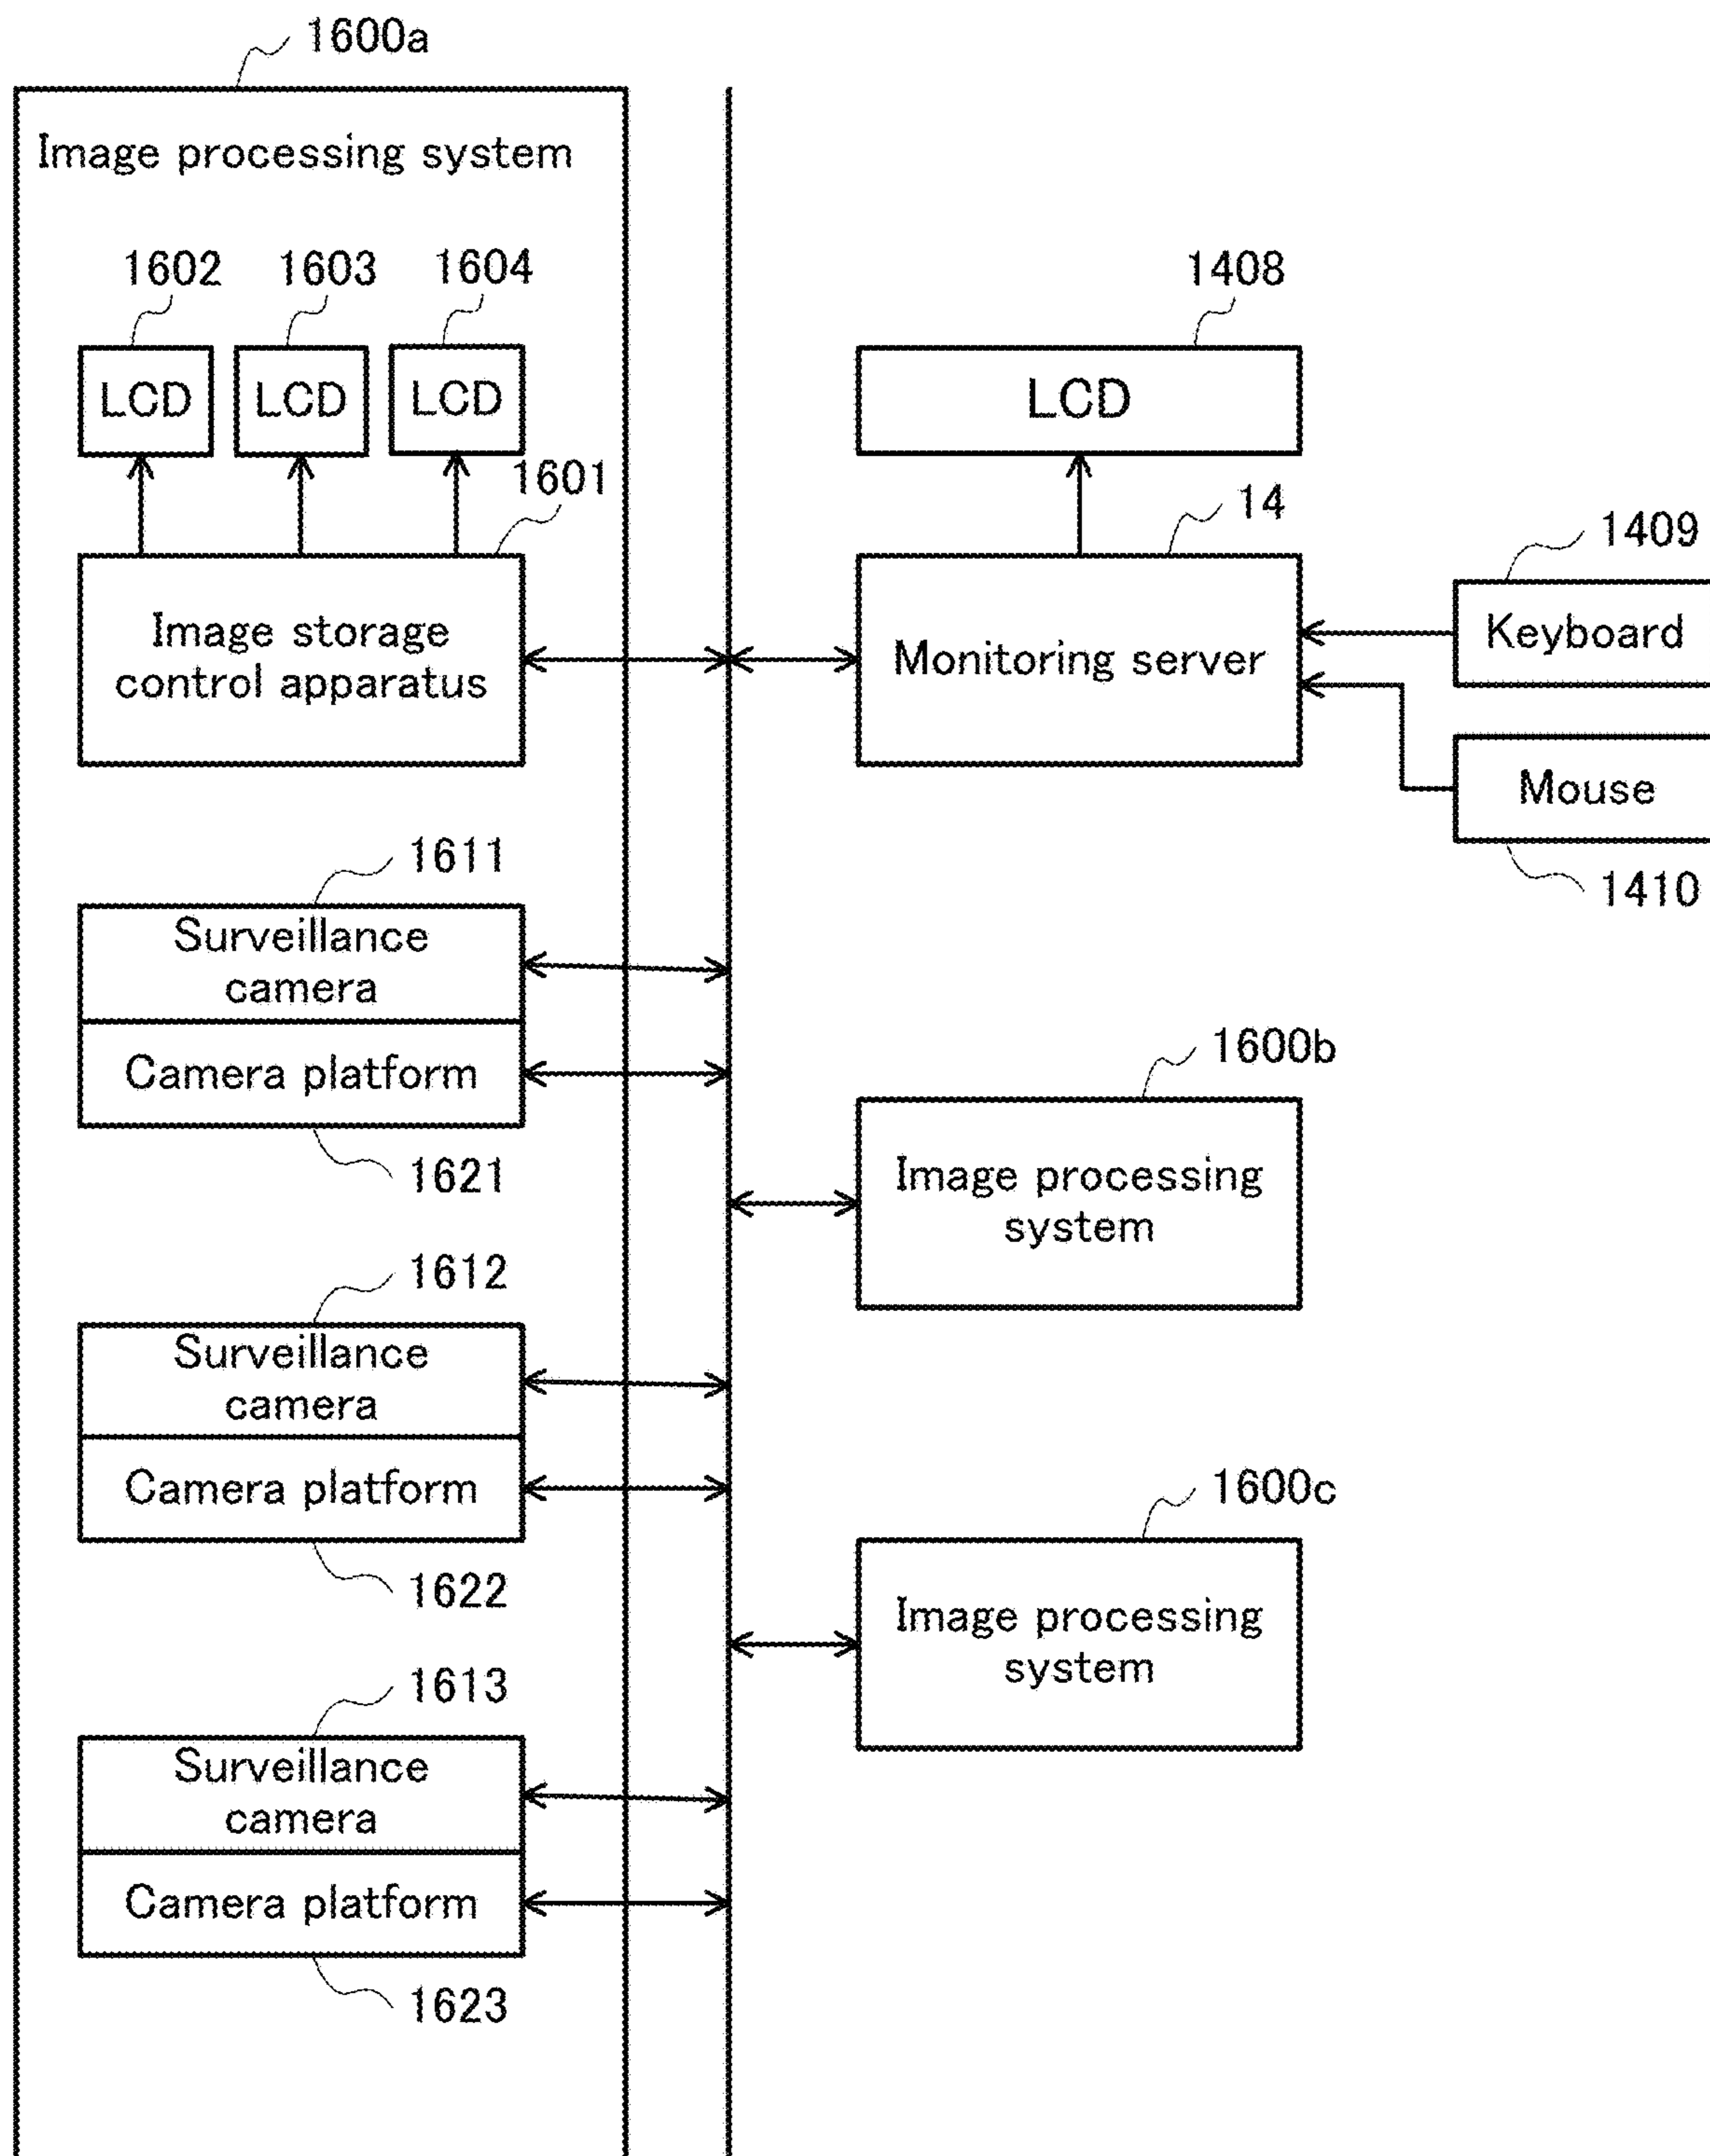 1600a
Image processing system
1602
1603
1604
LCD
LCD
LCD
1601
Image storage
control apparatus
1611
Surveillance
camera
Camera platform
1621
1612
Surveillance
camera
Camera platform
1622
1613
Surveillance
camera
Camera platform
1623
1408
LCD
14
Monitoring server
1409
Keyboard
Mouse
1410
1600b
Image processing
system
1600c
Image processing
system